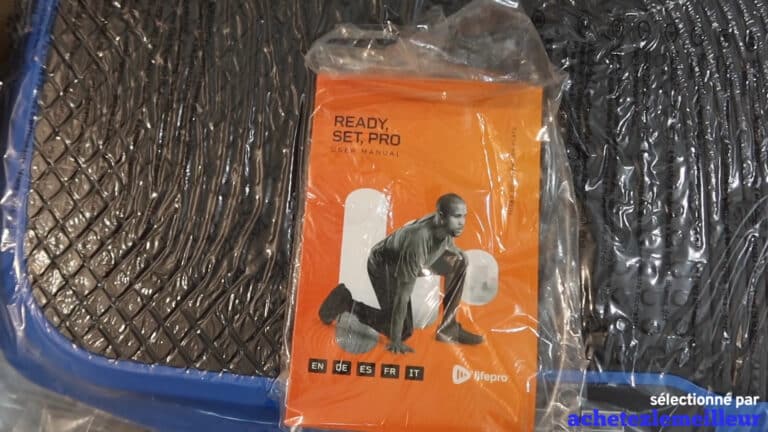 READY,
SET, PRO
USER MANUAL
EN DE ES FR IT
lifepro
sélectionné par
achetezlemeilleur